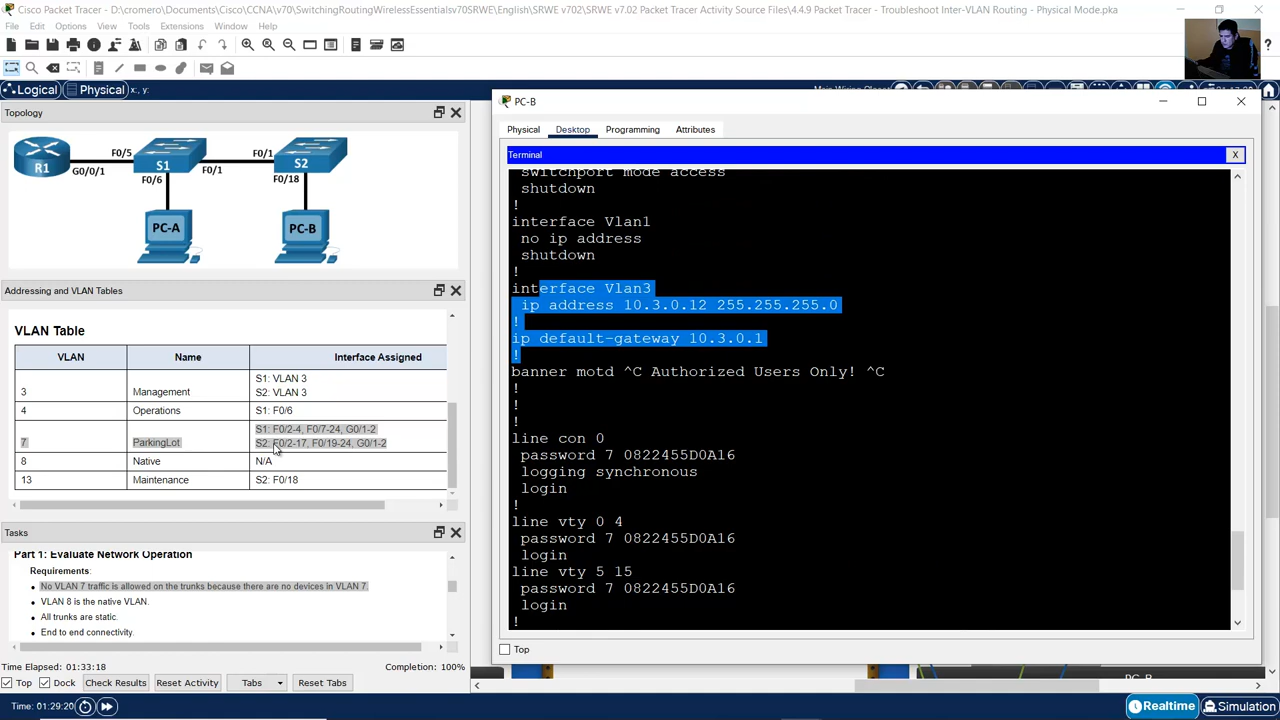 Cisco Packet Tracer - D:\cromero\Documents\Cisco\CCNA\v70\SwitchingRoutingWirelessEssentialsv70SRWE\English\SRWE v702\SRWE v7.02 Packet Tracer Activity Source Files\4.4.9 Packet Tracer - Troubleshoot Inter-VLAN Routing - Physical Mode.pka
File Edit Options View Tools Extensions Window Help
Logical Physical x:, y:
Topology
R1
G0/0/1
F0/5
S1
F0/1
F0/6
F0/1
S2
F0/18
PC-A
PC-B
Addressing and VLAN Tables
VLAN Table
VLAN Name Interface Assigned
3 Management S1: VLAN 3
S2: VLAN 3
4 Operations S1: F0/6
7 ParkingLot S1: F0/2-4, F0/7-24, G0/1-2
S2: F0/2-17, F0/19-24, G0/1-2
8 Native N/A
13 Maintenance S2: F0/18
Tasks
Part 1: Evaluate Network Operation
Requirements:
• No VLAN 7 traffic is allowed on the trunks because there are no devices in VLAN 7.
• VLAN 8 is the native VLAN.
• All trunks are static.
• End to end connectivity.
Time Elapsed: 01:33:18 Completion: 100%
Top Dock Check Results Reset Activity Tabs Reset Tabs
Time: 01:29:20
PC-B
Physical Desktop Programming Attributes
Terminal X
switchport mode access
shutdown
!
interface Vlan1
no ip address
shutdown
!
interface Vlan3
ip address 10.3.0.12 255.255.255.0
!
ip default-gateway 10.3.0.1
!
banner motd ^C Authorized Users Only! ^C
!
!
!
line con 0
password 7 0822455D0A16
logging synchronous
login
!
line vty 0 4
password 7 0822455D0A16
login
line vty 5 15
password 7 0822455D0A16
login
!
Top
PC-B
Realtime Simulation